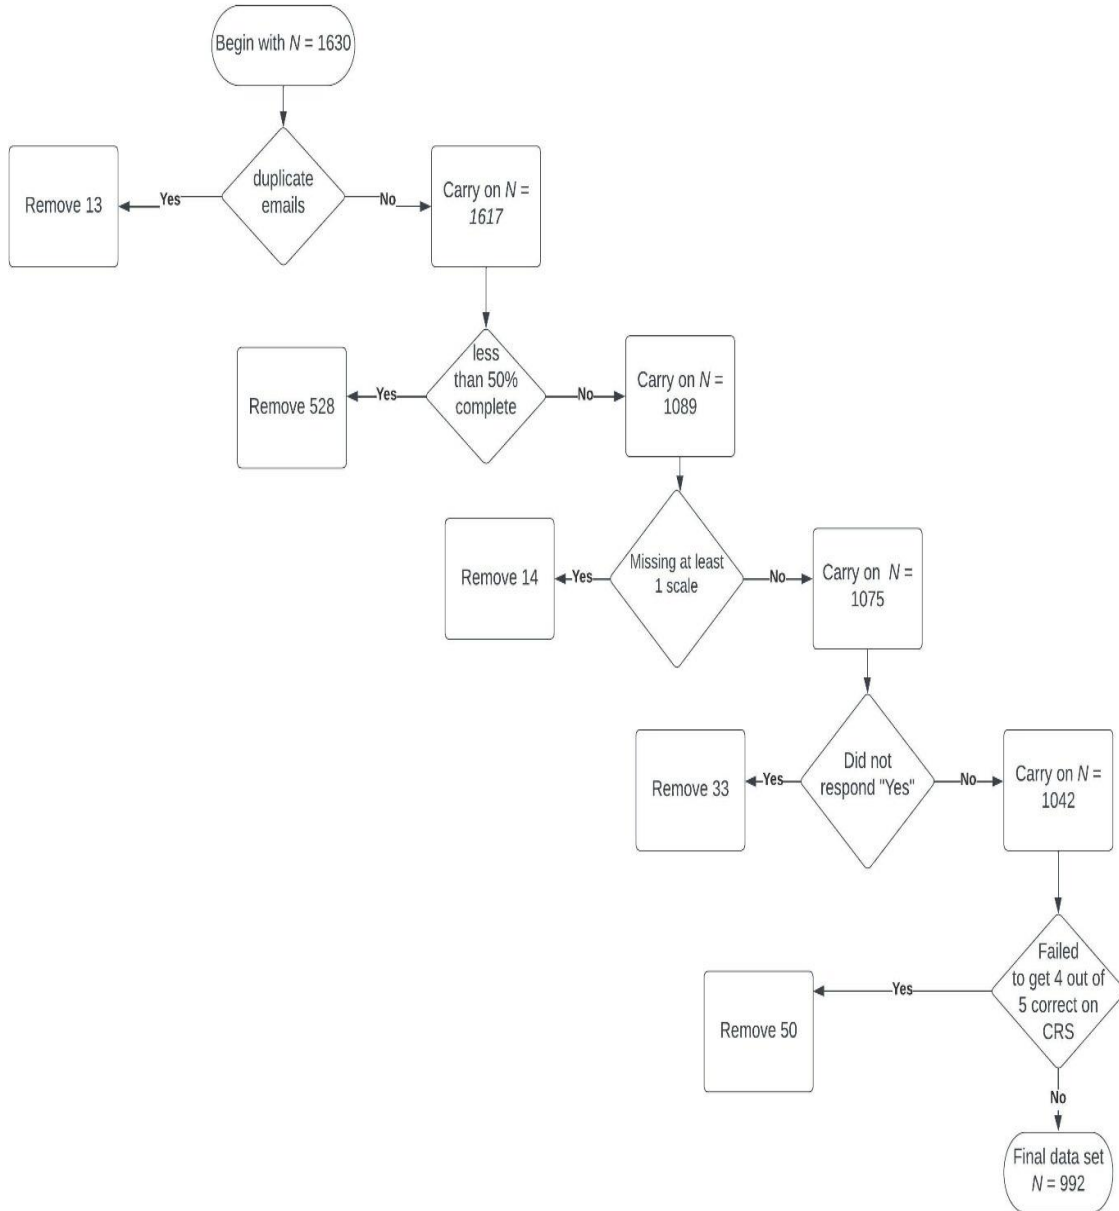 Begin with N = 1630
duplicate
emails
Yes
No
Remove 13
Carry on N =
1617
less
than 50%
complete
Yes
No
Remove 528
Carry on N =
1089
Missing at least
1 scale
Yes
No
Remove 14
Carry on N =
1075
Did not
respond "Yes"
Yes
No
Remove 33
Carry on N =
1042
Failed
to get 4 out of
5 correct on
CRS
Yes
Remove 50
No
Final data set
N = 992